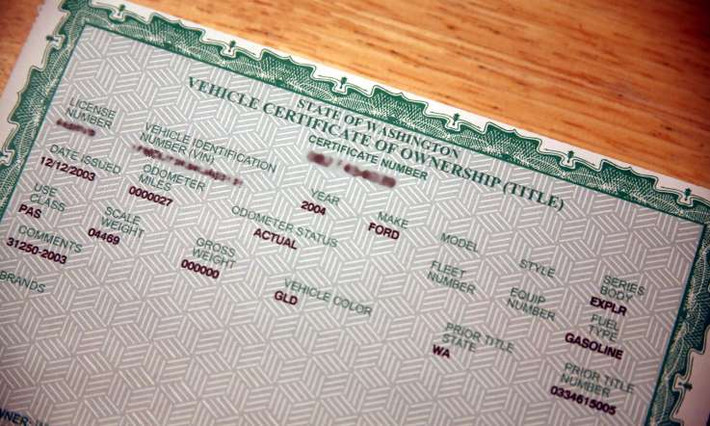 STATE OF WASHINGTON
VEHICLE CERTIFICATE OF OWNERSHIP (TITLE)
LICENSE NUMBER
VEHICLE IDENTIFICATION NUMBER (VIN)
CERTIFICATE NUMBER
DATE ISSUED
12/12/2003
ODOMETER MILES
0000027
YEAR
2004
MAKE
FORD
MODEL
STYLE
SERIES BODY
EXPLR
USE CLASS
PAS
SCALE WEIGHT
04469
ODOMETER STATUS
ACTUAL
FLEET NUMBER
EQUIP NUMBER
FUEL TYPE
GASOLINE
COMMENTS
31250-2003
GROSS WEIGHT
000000
VEHICLE COLOR
GLD
PRIOR TITLE STATE
WA
PRIOR TITLE NUMBER
0334615005
BRANDS